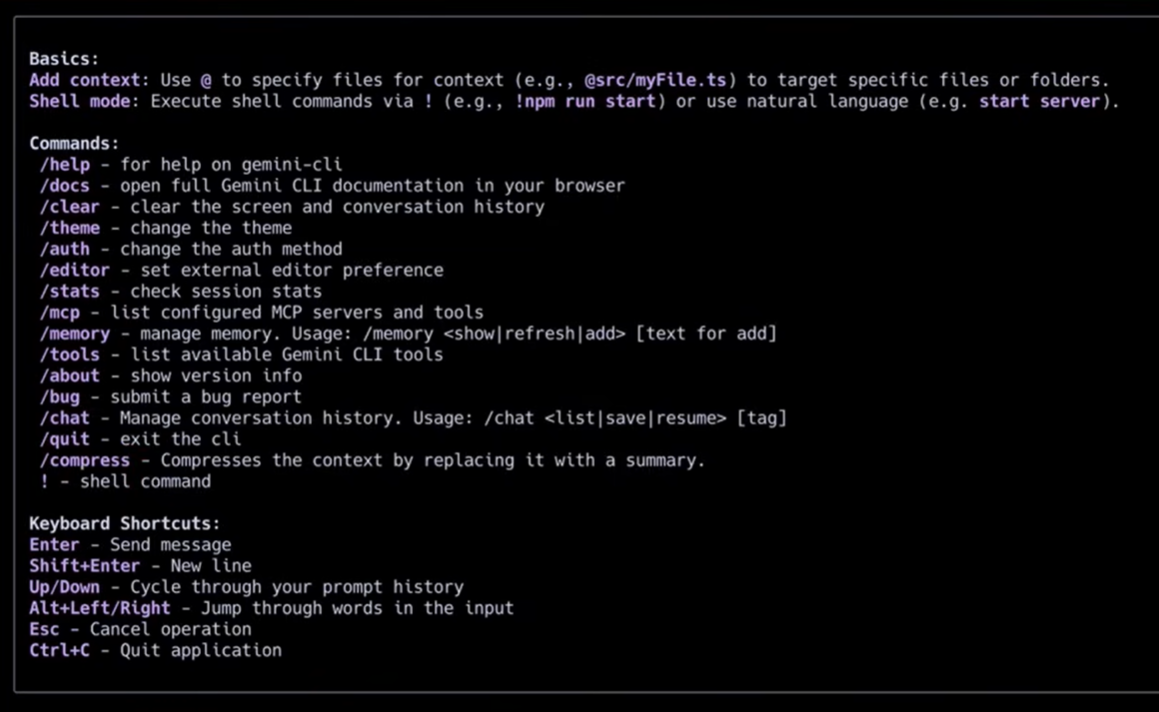 Basics:
Add context: Use @ to specify files for context (e.g., @src/myFile.ts) to target specific files or folders.
Shell mode: Execute shell commands via ! (e.g., !npm run start) or use natural language (e.g. start server).
Commands:
/help - for help on gemini-cli
/docs - open full Gemini CLI documentation in your browser
/clear - clear the screen and conversation history
/theme - change the theme
/auth - change the auth method
/editor - set external editor preference
/stats - check session stats
/mcp - list configured MCP servers and tools
/memory - manage memory. Usage: /memory <show|refresh|add> [text for add]
/tools - list available Gemini CLI tools
/about - show version info
/bug - submit a bug report
/chat - Manage conversation history. Usage: /chat <list|save|resume> [tag]
/quit - exit the cli
/compress - Compresses the context by replacing it with a summary.
! - shell command
Keyboard Shortcuts:
Enter - Send message
Shift+Enter - New line
Up/Down - Cycle through your prompt history
Alt+Left/Right - Jump through words in the input
Esc - Cancel operation
Ctrl+C - Quit application